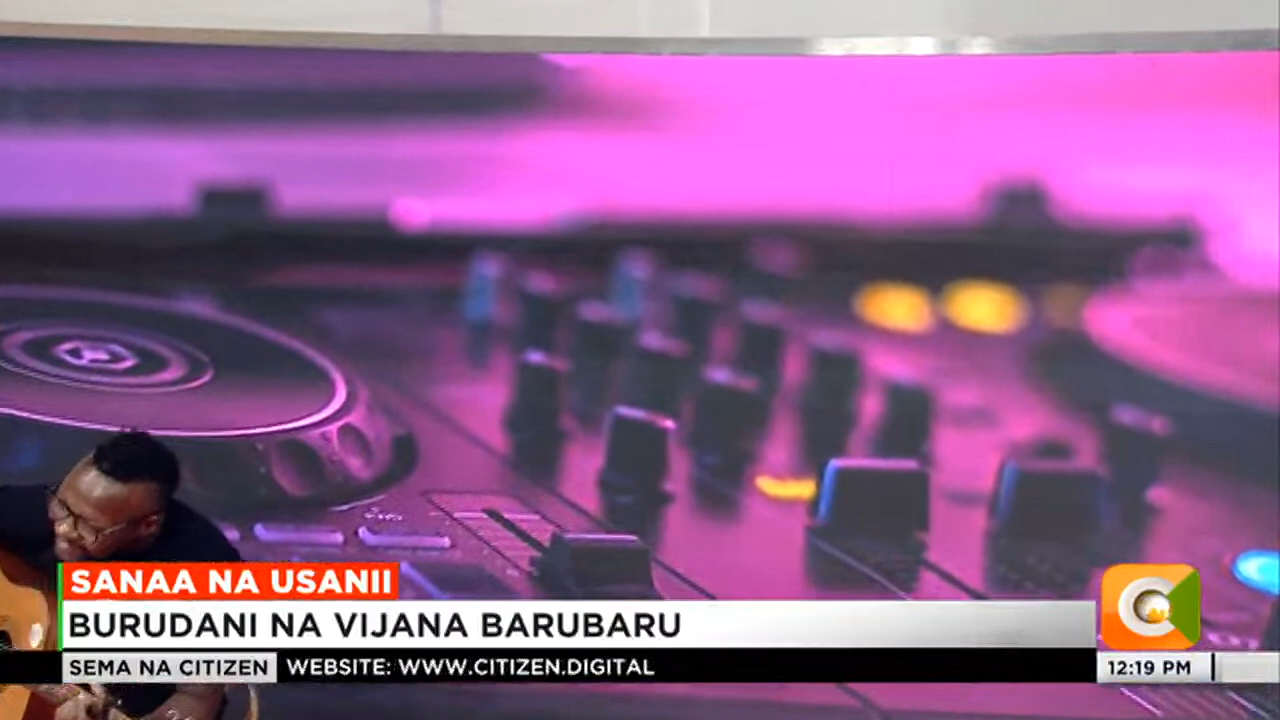 SANAA NA USANII
BURUDANI NA VIJANA BARUBARU
SEMA NA CITIZEN WEBSITE: WWW.CITIZEN.DIGITAL
12:19 PM